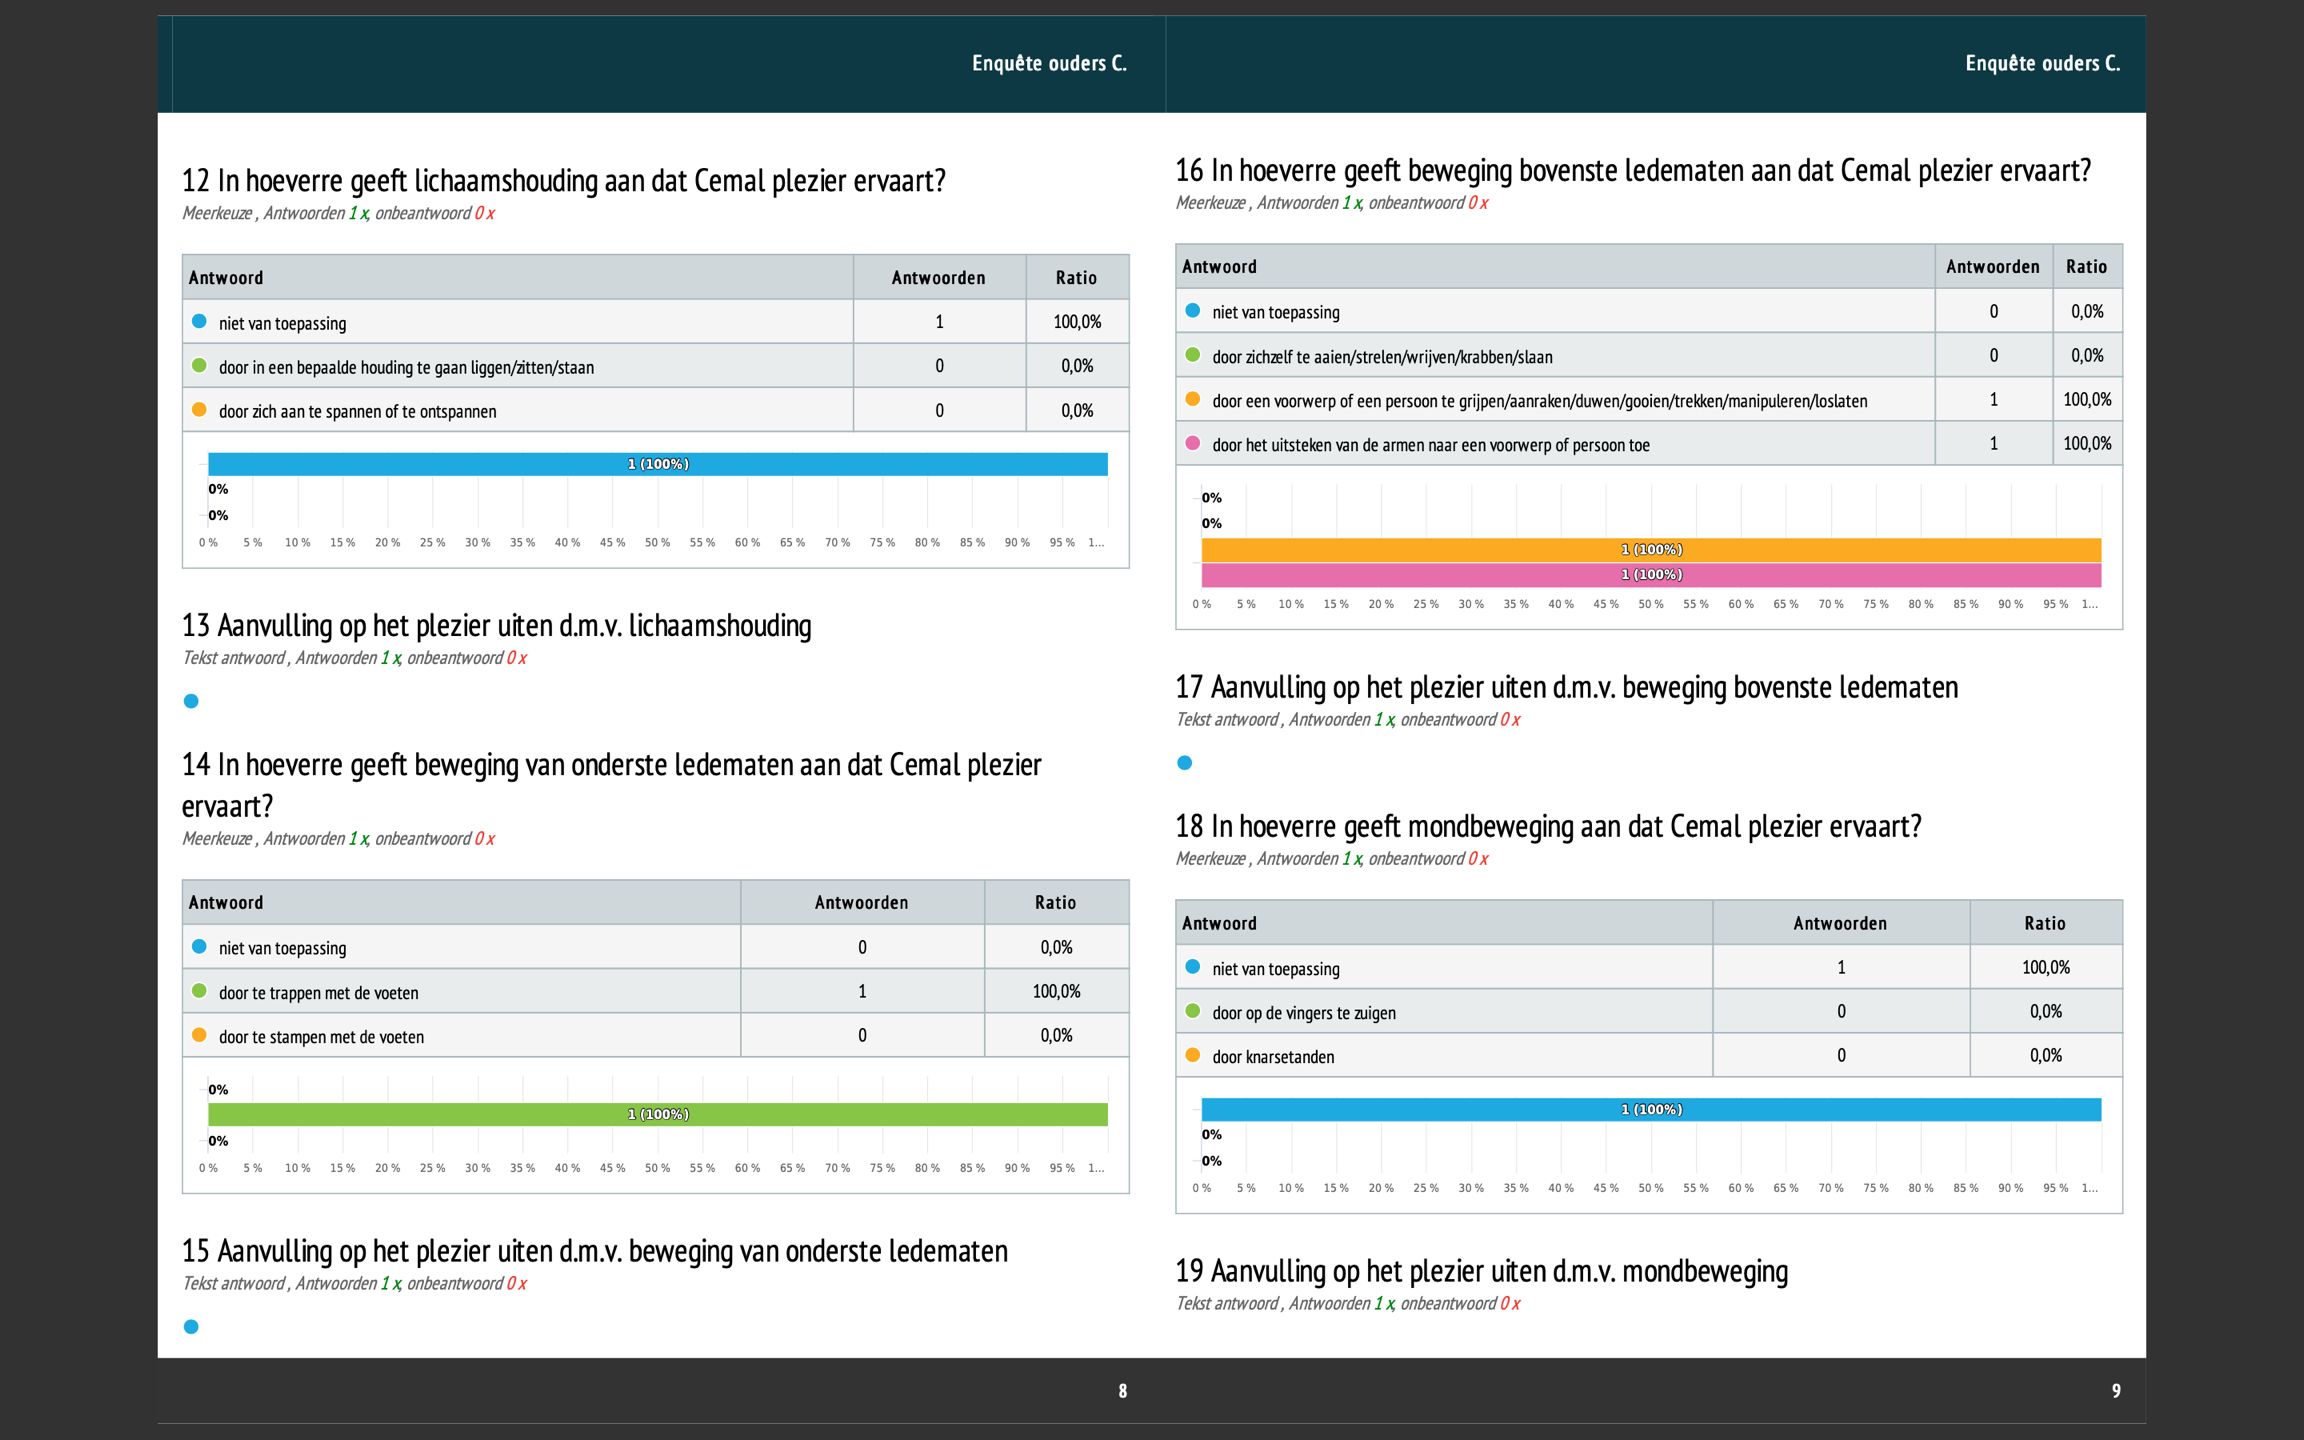 Enquête ouders C.
12 In hoeverre geeft lichaamshouding aan dat Cemal plezier ervaart?
Meerkeuze , Antwoorden 1 x, onbeantwoord 0 x
Antwoord Antwoorden Ratio
niet van toepassing 1 100,0%
door in een bepaalde houding te gaan liggen/zitten/staan 0 0,0%
door zich aan te spannen of te ontspannen 0 0,0%
1 (100%)
0%
0%
0 % 5 % 10 % 15 % 20 % 25 % 30 % 35 % 40 % 45 % 50 % 55 % 60 % 65 % 70 % 75 % 80 % 85 % 90 % 95 % 1...
13 Aanvulling op het plezier uiten d.m.v. lichaamshouding
Tekst antwoord , Antwoorden 1 x, onbeantwoord 0 x
14 In hoeverre geeft beweging van onderste ledematen aan dat Cemal plezier
ervaart?
Meerkeuze , Antwoorden 1 x, onbeantwoord 0 x
Antwoord Antwoorden Ratio
niet van toepassing 0 0,0%
door te trappen met de voeten 1 100,0%
door te stampen met de voeten 0 0,0%
0%
1 (100%)
0%
0 % 5 % 10 % 15 % 20 % 25 % 30 % 35 % 40 % 45 % 50 % 55 % 60 % 65 % 70 % 75 % 80 % 85 % 90 % 95 % 1...
15 Aanvulling op het plezier uiten d.m.v. beweging van onderste ledematen
Tekst antwoord , Antwoorden 1 x, onbeantwoord 0 x
8
Enquête ouders C.
16 In hoeverre geeft beweging bovenste ledematen aan dat Cemal plezier ervaart?
Meerkeuze , Antwoorden 1 x, onbeantwoord 0 x
Antwoord Antwoorden Ratio
niet van toepassing 0 0,0%
door zichzelf te aaien/strelen/wrijven/krabben/slaan 0 0,0%
door een voorwerp of een persoon te grijpen/aanraken/duwen/gooien/trekken/manipuleren/loslaten 1 100,0%
door het uitsteken van de armen naar een voorwerp of persoon toe 1 100,0%
0%
0%
1 (100%)
1 (100%)
0 % 5 % 10 % 15 % 20 % 25 % 30 % 35 % 40 % 45 % 50 % 55 % 60 % 65 % 70 % 75 % 80 % 85 % 90 % 95 % 1...
17 Aanvulling op het plezier uiten d.m.v. beweging bovenste ledematen
Tekst antwoord , Antwoorden 1 x, onbeantwoord 0 x
18 In hoeverre geeft mondbeweging aan dat Cemal plezier ervaart?
Meerkeuze , Antwoorden 1 x, onbeantwoord 0 x
Antwoord Antwoorden Ratio
niet van toepassing 1 100,0%
door op de vingers te zuigen 0 0,0%
door knarsetanden 0 0,0%
1 (100%)
0%
0%
0 % 5 % 10 % 15 % 20 % 25 % 30 % 35 % 40 % 45 % 50 % 55 % 60 % 65 % 70 % 75 % 80 % 85 % 90 % 95 % 1...
19 Aanvulling op het plezier uiten d.m.v. mondbeweging
Tekst antwoord , Antwoorden 1 x, onbeantwoord 0 x
9